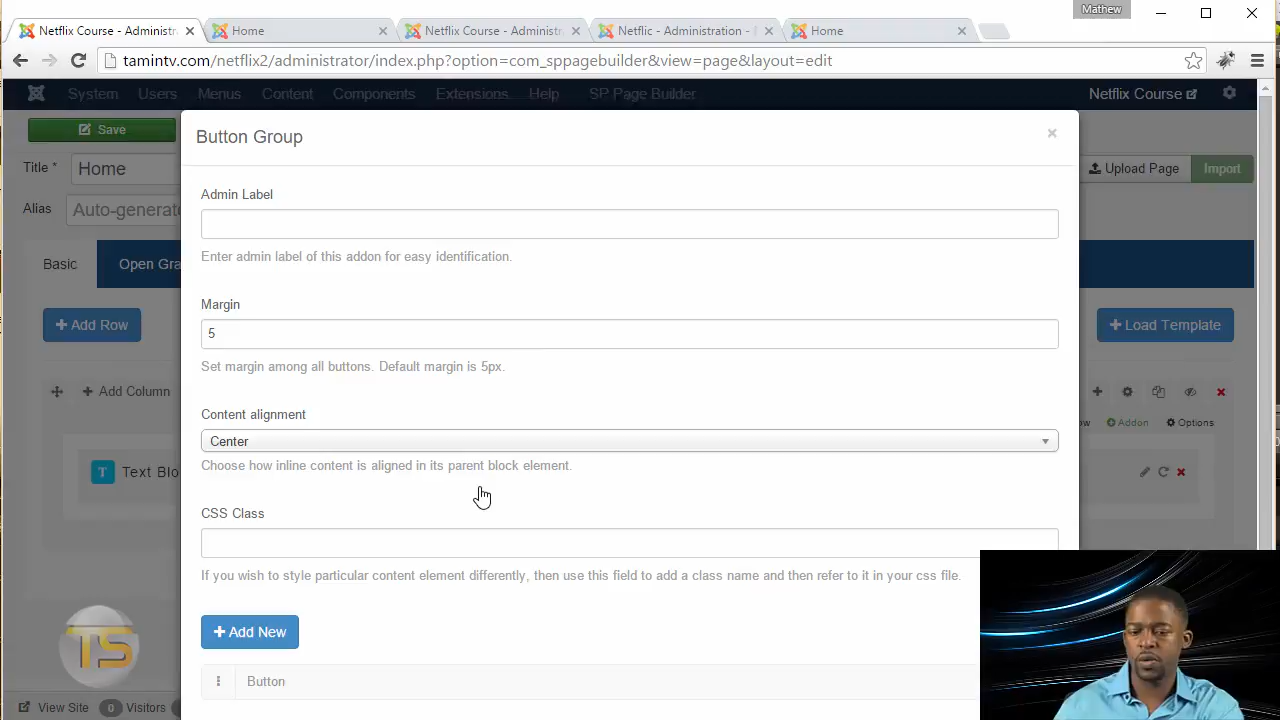 Mathew
Netflix Course - Administr
Home
Netflix Course - Administr
Netflic - Administration -
Home
tamintv.com/netflix2/administrator/index.php?option=com_sppagebuilder&view=page&layout=edit
System
Users
Menus
Content
Components
Extensions
Help
SP Page Builder
Netflix Course
Save
Button Group
×
Title *
Home
Upload Page
Import
Alias
Auto-generat
Admin Label
Enter admin label of this addon for easy identification.
Basic
Open Gra
Margin
5
Set margin among all buttons. Default margin is 5px.
Add Row
Load Template
Add Column
Content alignment
Center
Choose how inline content is aligned in its parent block element.
Addon
Options
T
Text Blo
CSS Class
If you wish to style particular content element differently, then use this field to add a class name and then refer to it in your css file.
Add New
TS
Button
View Site
0
Visitors